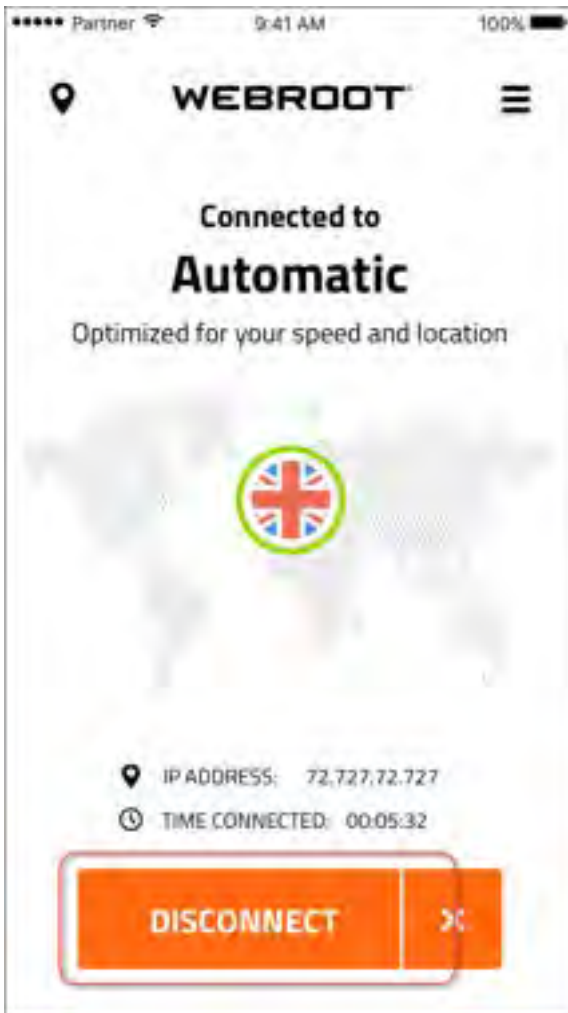 Partner 9:41 AM 100%
WEBROOT
Connected to
Automatic
Optimized for your speed and location
IP ADDRESS: 72.727.72.727
TIME CONNECTED: 00:05:32
DISCONNECT